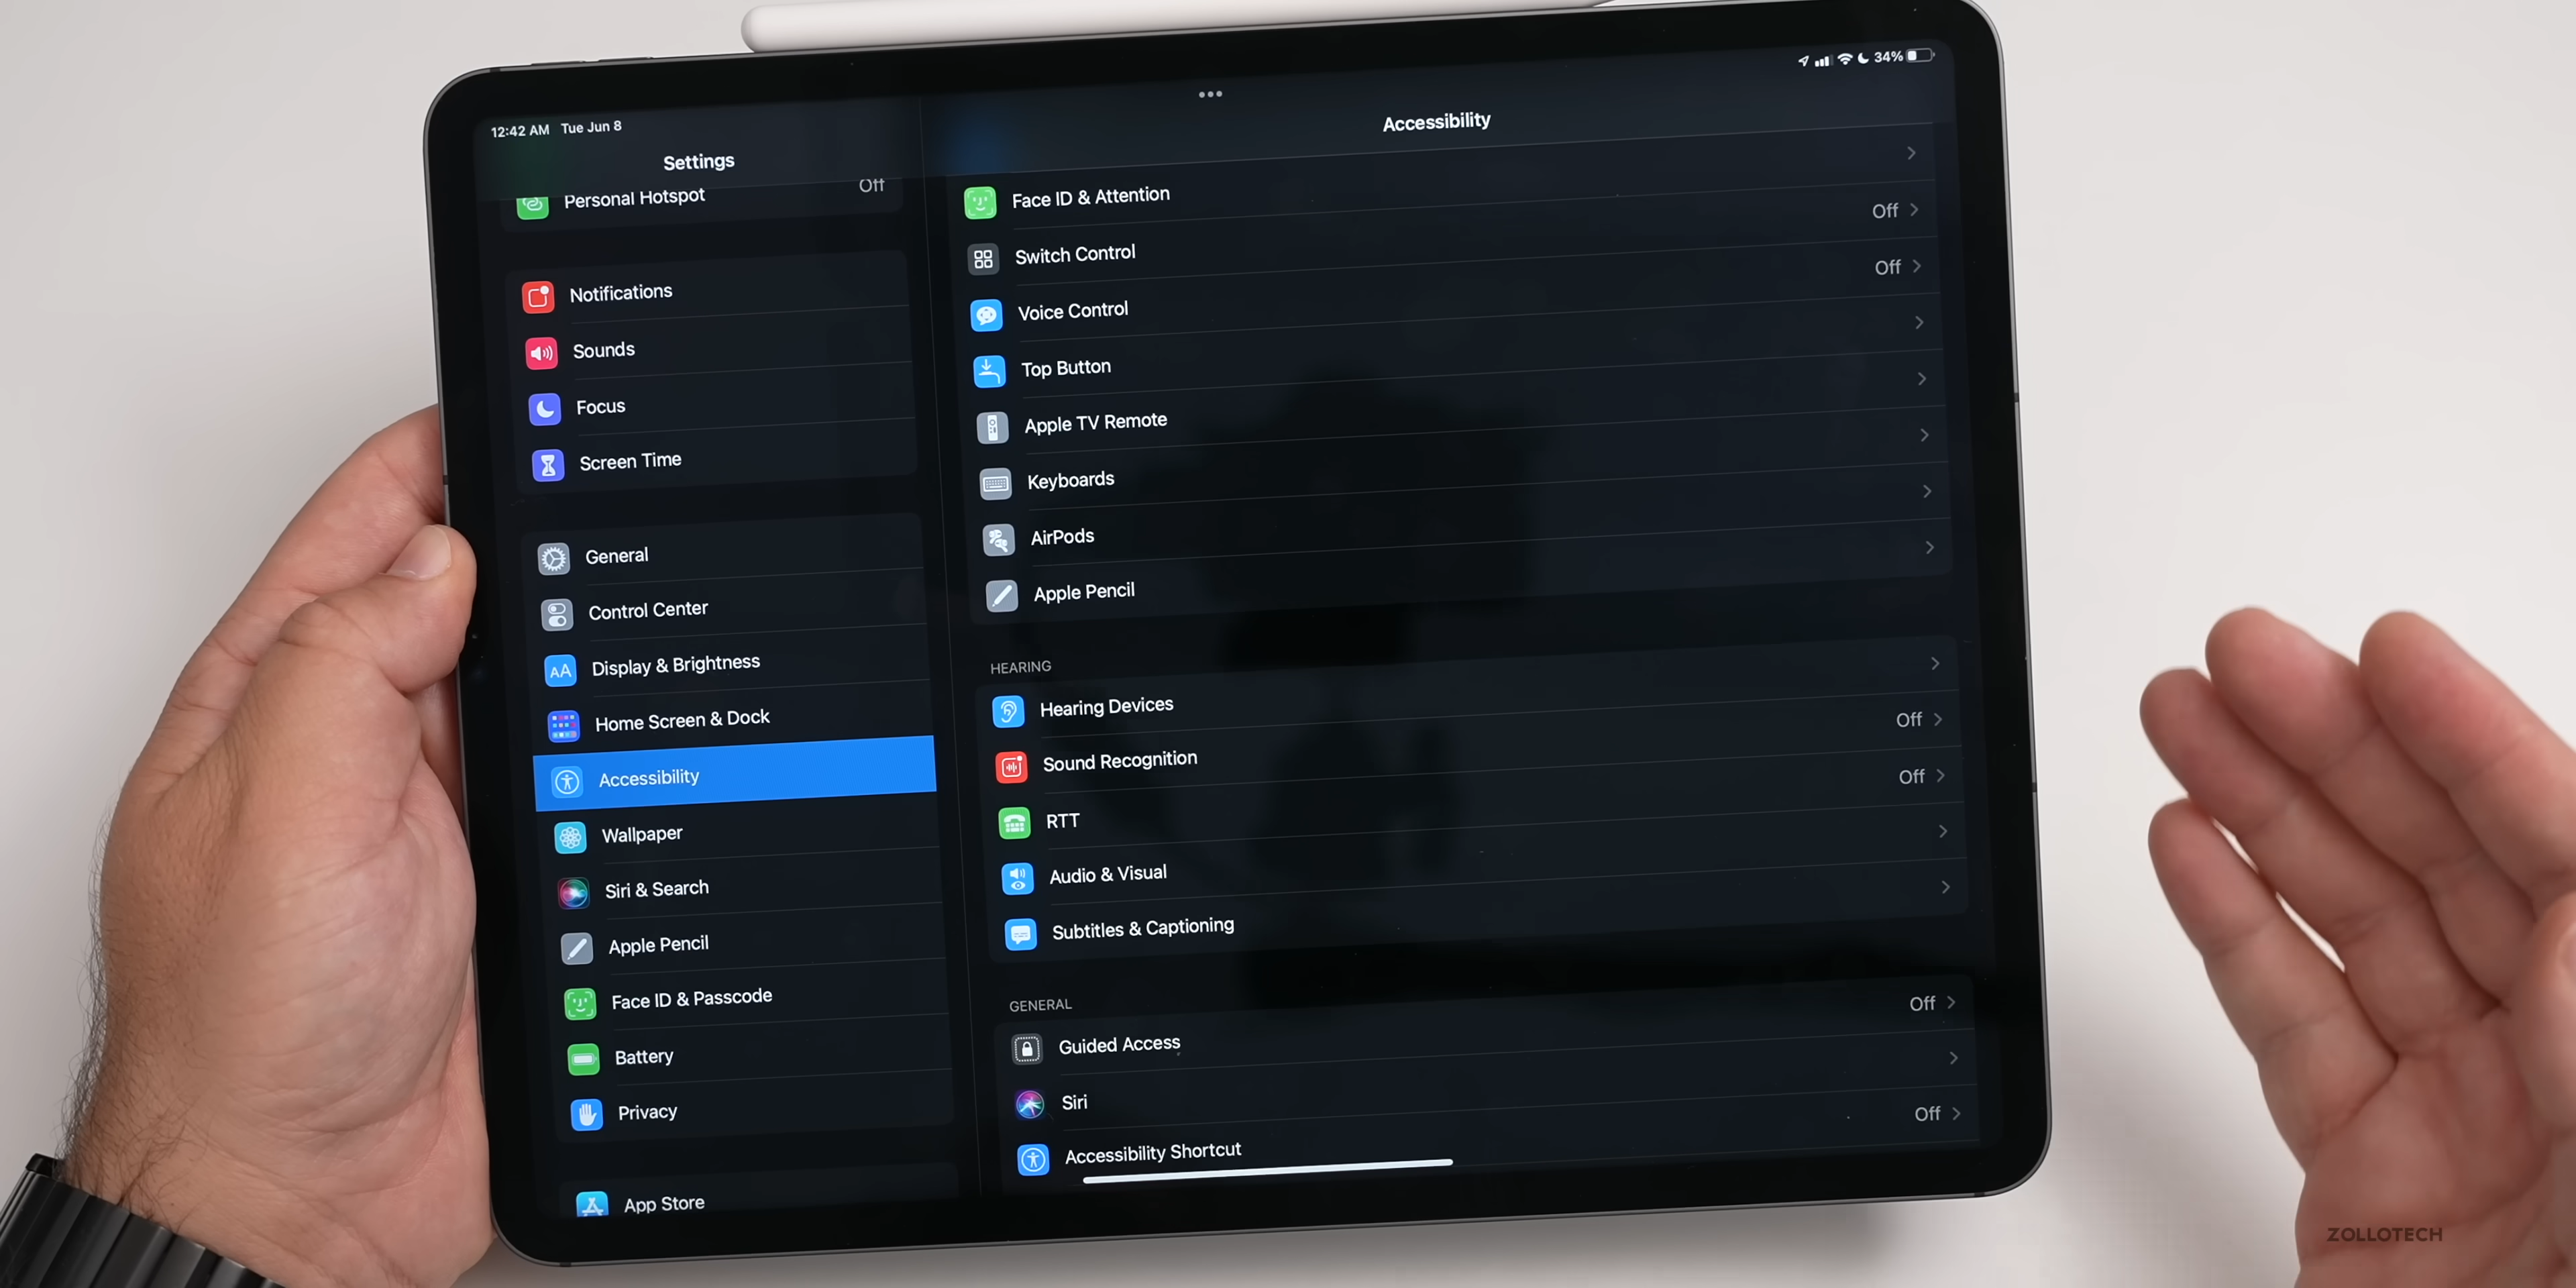 12:42 AM Tue Jun 8
34%
Settings
Personal Hotspot Off
Notifications
Sounds
Focus
Screen Time
General
Control Center
AA
Display & Brightness
Home Screen & Dock
Accessibility
Wallpaper
Siri & Search
Apple Pencil
Face ID & Passcode
Battery
Privacy
App Store
Accessibility
Face ID & Attention
Switch Control Off
Voice Control Off
Top Button
Apple TV Remote
Keyboards
AirPods
Apple Pencil
HEARING
Hearing Devices
Sound Recognition Off
RTT Off
Audio & Visual
Subtitles & Captioning
GENERAL
Guided Access Off
Siri
Accessibility Shortcut Off
ZOLLOTECH